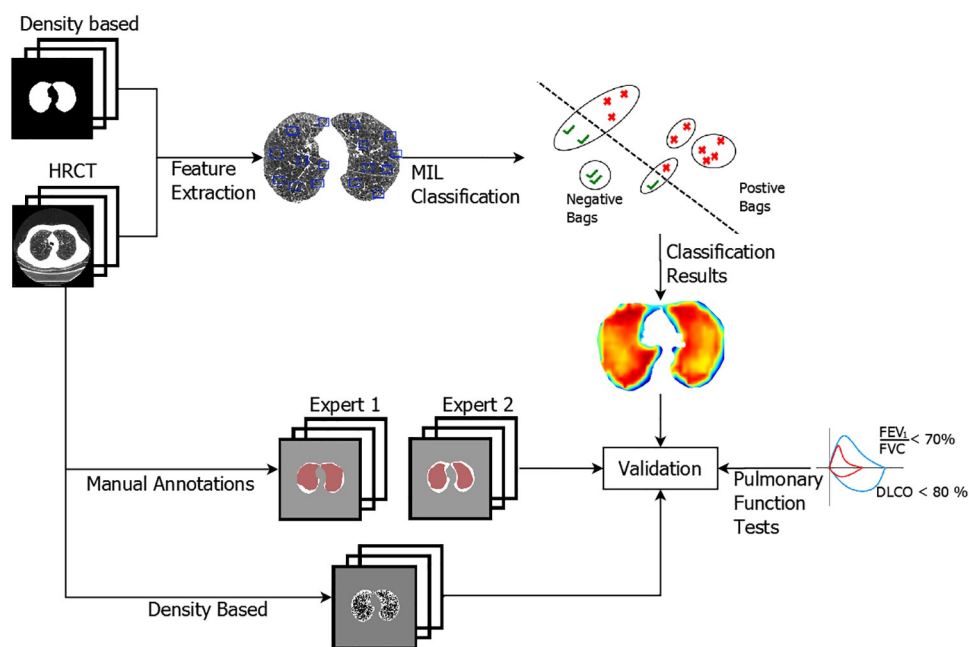 Density based
HRCT
Feature
Extraction
MIL
Classification
Negative
Bags
Postive
Bags
Classification
Results
Expert 1
Expert 2
Manual Annotations
Validation
FEV₁
FVC
< 70%
DLCO < 80 %
Pulmonary
Function
Tests
Density Based